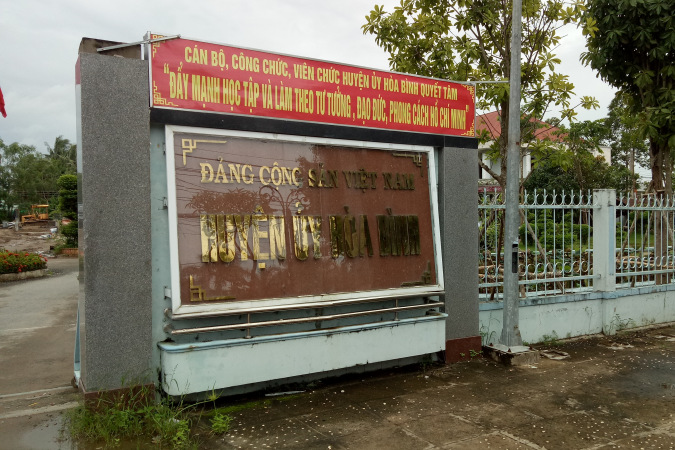 CÁN BỘ, CÔNG CHỨC, VIÊN CHỨC HUYỆN ỦY HÒA BÌNH QUYẾT TÂM
"ĐẨY MẠNH HỌC TẬP VÀ LÀM THEO TƯ TƯỞNG, ĐẠO ĐỨC, PHONG CÁCH HỒ CHÍ MINH"
ĐẢNG CỘNG SẢN VIỆT NAM
HUYỆN ỦY HÒA BÌNH